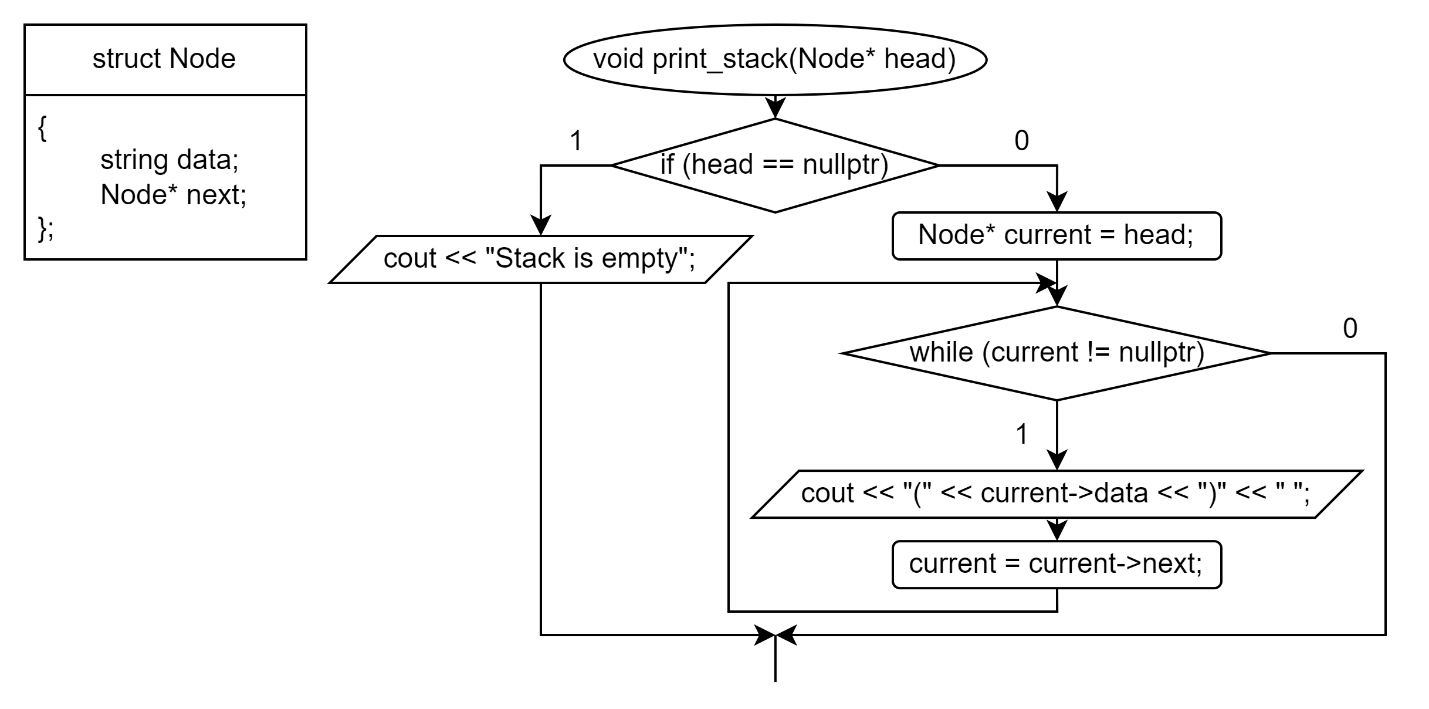 struct Node
{
string data;
Node* next;
};
void print_stack(Node* head)
if (head == nullptr)
1
0
cout << "Stack is empty";
Node* current = head;
while (current != nullptr)
0
1
cout << "(" << current->data << ")" << " ";
current = current->next;